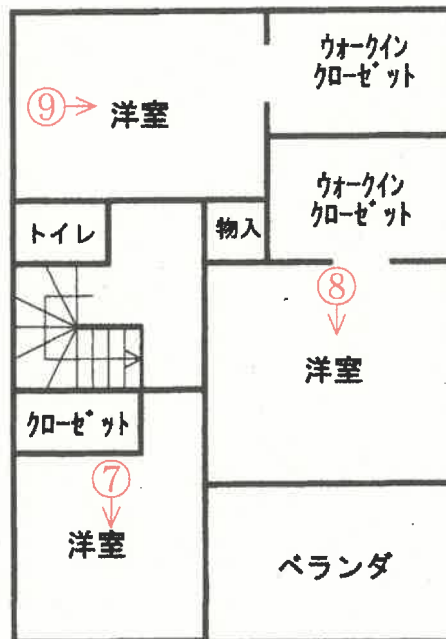 ウォークイン
クローゼット
⑨→ 洋室
ウォークイン
クローゼット
トイレ
物入
⑧
洋室
クローゼット
⑦
洋室
ベランダ